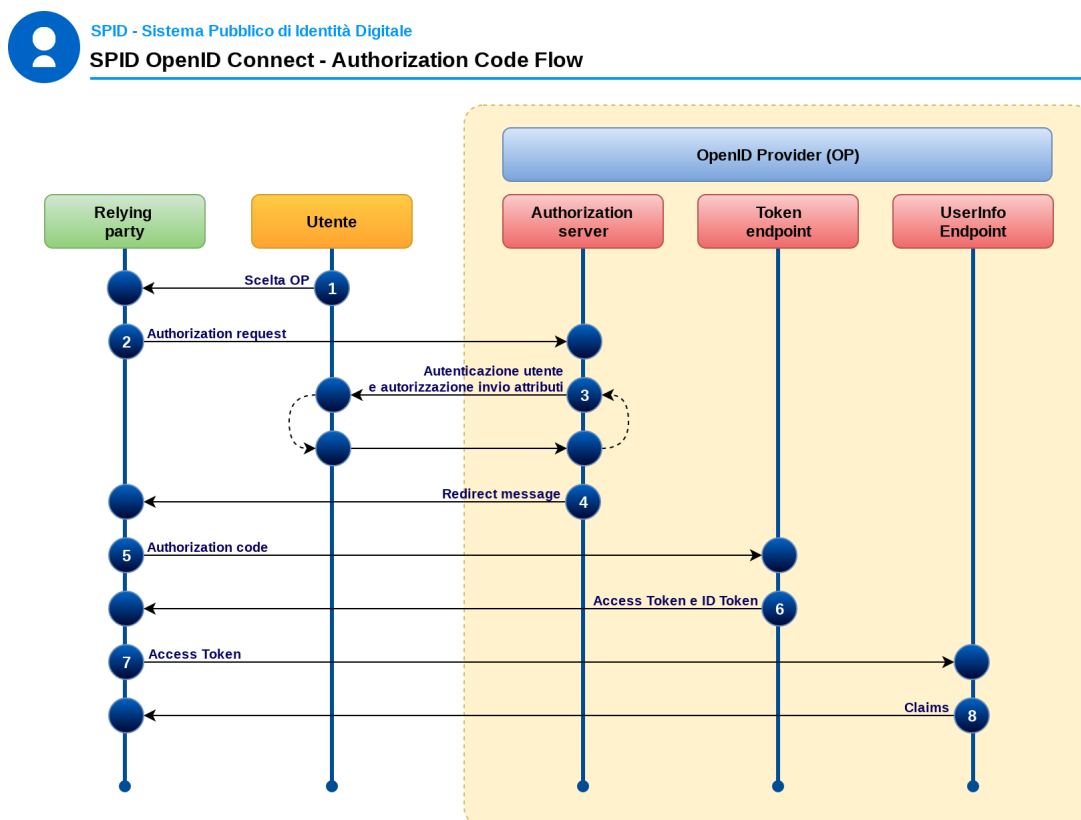 SPID - Sistema Pubblico di Identità Digitale
SPID OpenID Connect - Authorization Code Flow
OpenID Provider (OP)
Relying
party
Utente
Authorization
server
Token
endpoint
UserInfo
Endpoint
Scelta OP
1
2
Authorization request
Autenticazione utente
e autorizzazione invio attributi
3
Redirect message
4
5
Authorization code
Access Token e ID Token
6
7
Access Token
Claims
8